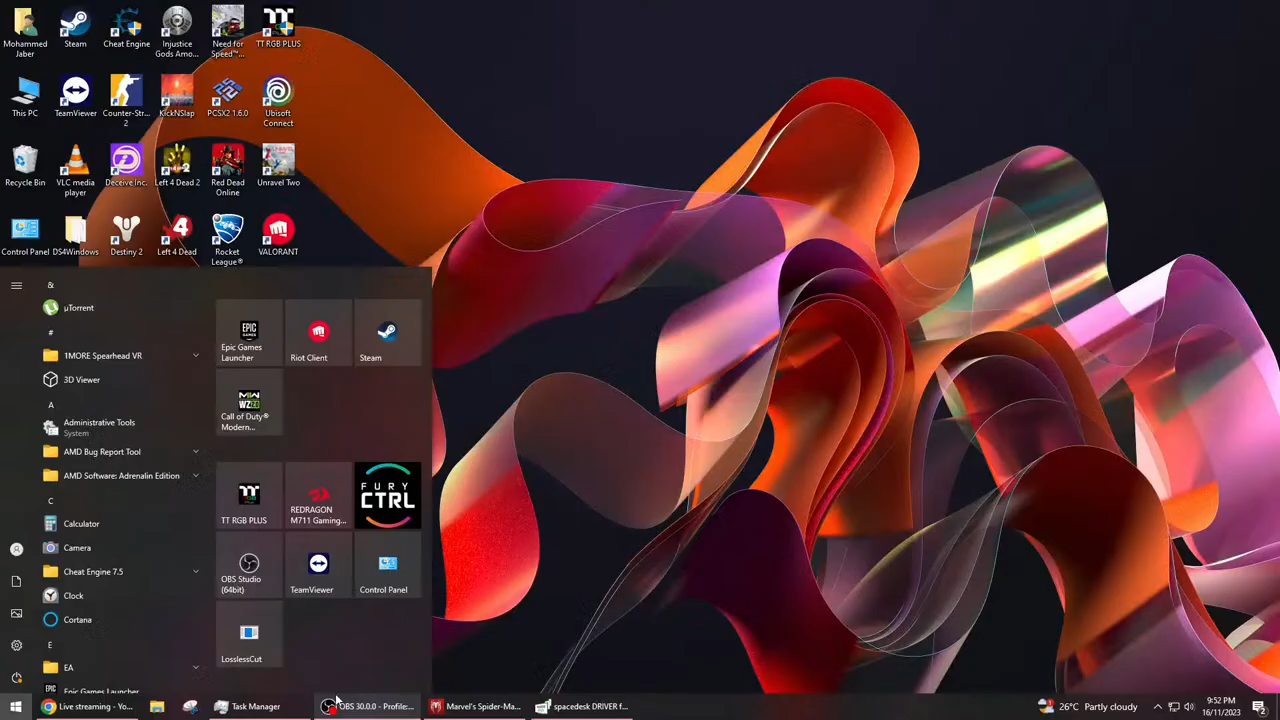 Mohammed
Jaber
Steam
Cheat Engine
Injustice
Gods Amo...
Need for
Speed™...
TT RGB PLUS
This PC
TeamViewer
Counter-Str...
2
KickNSlap
PCSX2 1.6.0
Ubisoft
Connect
Recycle Bin
VLC media
player
Deceive Inc.
Left 4 Dead 2
Red Dead
Online
Unravel Two
Control Panel
DS4Windows
Destiny 2
Left 4 Dead
Rocket
League®
VALORANT
&
µTorrent
#
1MORE Spearhead VR
3D Viewer
A
Administrative Tools
System
AMD Bug Report Tool
AMD Software: Adrenalin Edition
C
Calculator
Camera
Cheat Engine 7.5
Clock
Cortana
E
EA
Epic Games Launcher
EPIC
GAMES
Epic Games
Launcher
Riot Client
Steam
MW
WZ2
Call of Duty®
Modern...
TT RGB PLUS
REDRAGON
M711 Gaming...
FURY
CTRL
OBS Studio
(64bit)
TeamViewer
Control Panel
LosslessCut
Live streaming - Yo...
Task Manager
OBS 30.0.0 - Profile:...
Marvel's Spider-Ma...
spacedesk DRIVER f...
26°C Partly cloudy
9:52 PM
16/11/2023
2